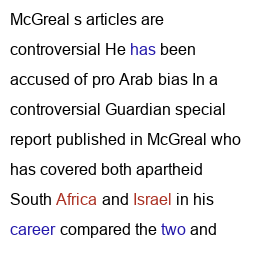 McGreal s articles are
controversial He has been
accused of pro Arab bias In a
controversial Guardian special
report published in McGreal who
has covered both apartheid
South Africa and Israel in his
career compared the two and